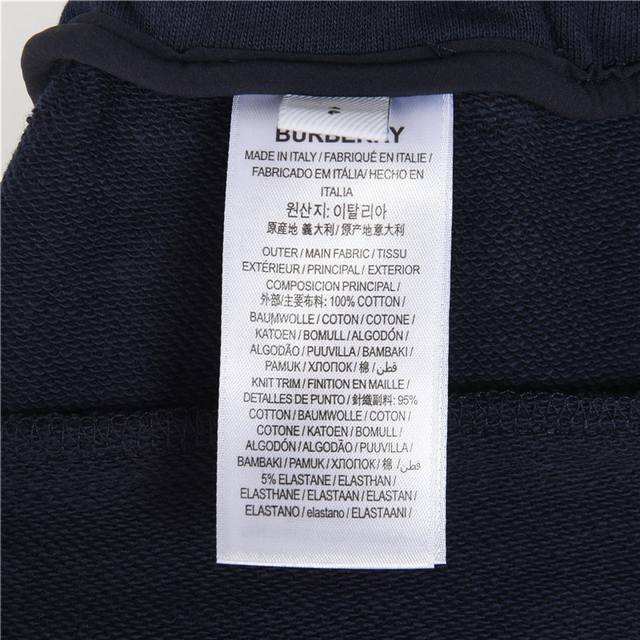 BURBERRY
MADE IN ITALY / FABRIQUÉ EN ITALIE /
FABRICADO EM ITÁLIA / HECHO EN
ITALIA
원산지: 이탈리아
原産地 義大利 / 原产地意大利
OUTER / MAIN FABRIC / TISSU
EXTÉRIEUR / PRINCIPAL / EXTERIOR
COMPOSICION PRINCIPAL /
外部/主要布料: 100% COTTON /
BAUMWOLLE / COTON / COTONE /
KATOEN / BOMULL / ALGODÓN /
ALGODÃO / PUUVILLA / BAMBAKI /
PAMUK / ХЛОПОК / 棉 / قطن /
KNIT TRIM / FINITION EN MAILLE /
DETALLES DE PUNTO / 針織副料: 95%
COTTON / BAUMWOLLE / COTON /
COTONE / KATOEN / BOMULL /
ALGODÓN / ALGODÃO / PUUVILLA /
BAMBAKI / PAMUK / ХЛОПОК / 棉 / قطن
5% ELASTANE / ELASTHAN /
ELASTHANE / ELASTAAN / ELASTAN /
ELASTANO / elastano / ELASTAANI /